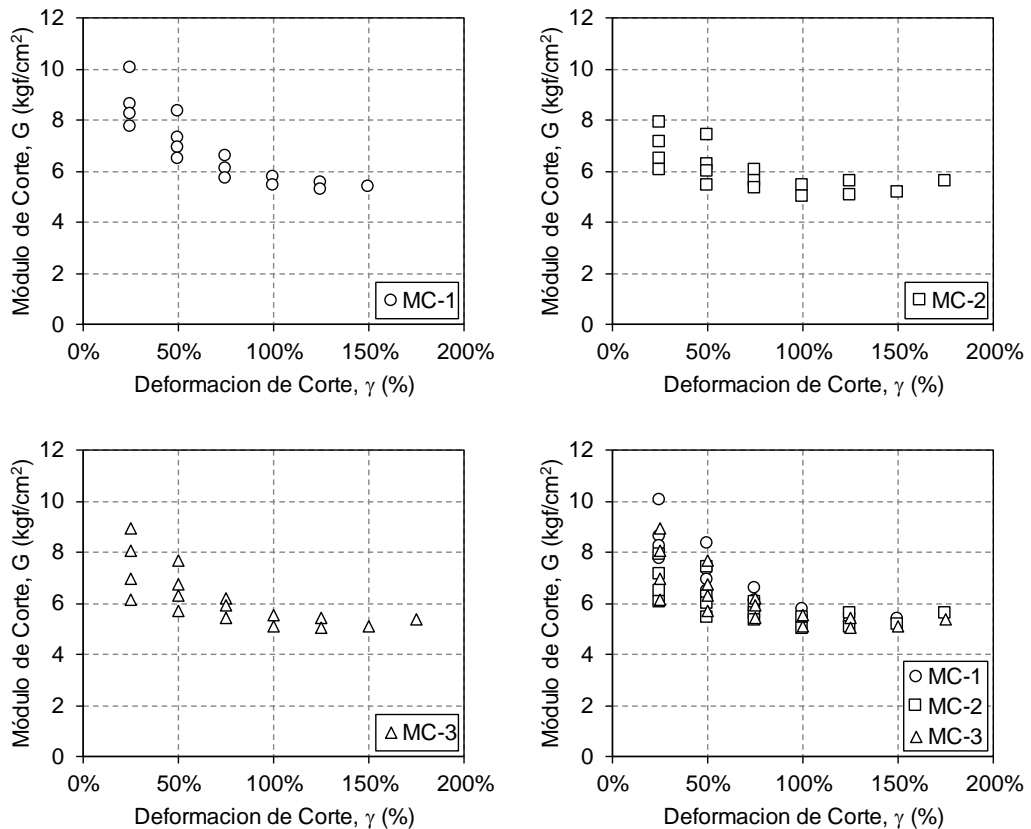 12
10
8
6
4
2
0
Módulo de Corte, G (kgf/cm²)
MC-1
0% 50% 100% 150% 200%
Deformacion de Corte, γ (%)
12
10
8
6
4
2
0
Módulo de Corte, G (kgf/cm²)
MC-2
0% 50% 100% 150% 200%
Deformacion de Corte, γ (%)
12
10
8
6
4
2
0
Módulo de Corte, G (kgf/cm²)
MC-3
0% 50% 100% 150% 200%
Deformacion de Corte, γ (%)
12
10
8
6
4
2
0
Módulo de Corte, G (kgf/cm²)
MC-1
MC-2
MC-3
0% 50% 100% 150% 200%
Deformacion de Corte, γ (%)